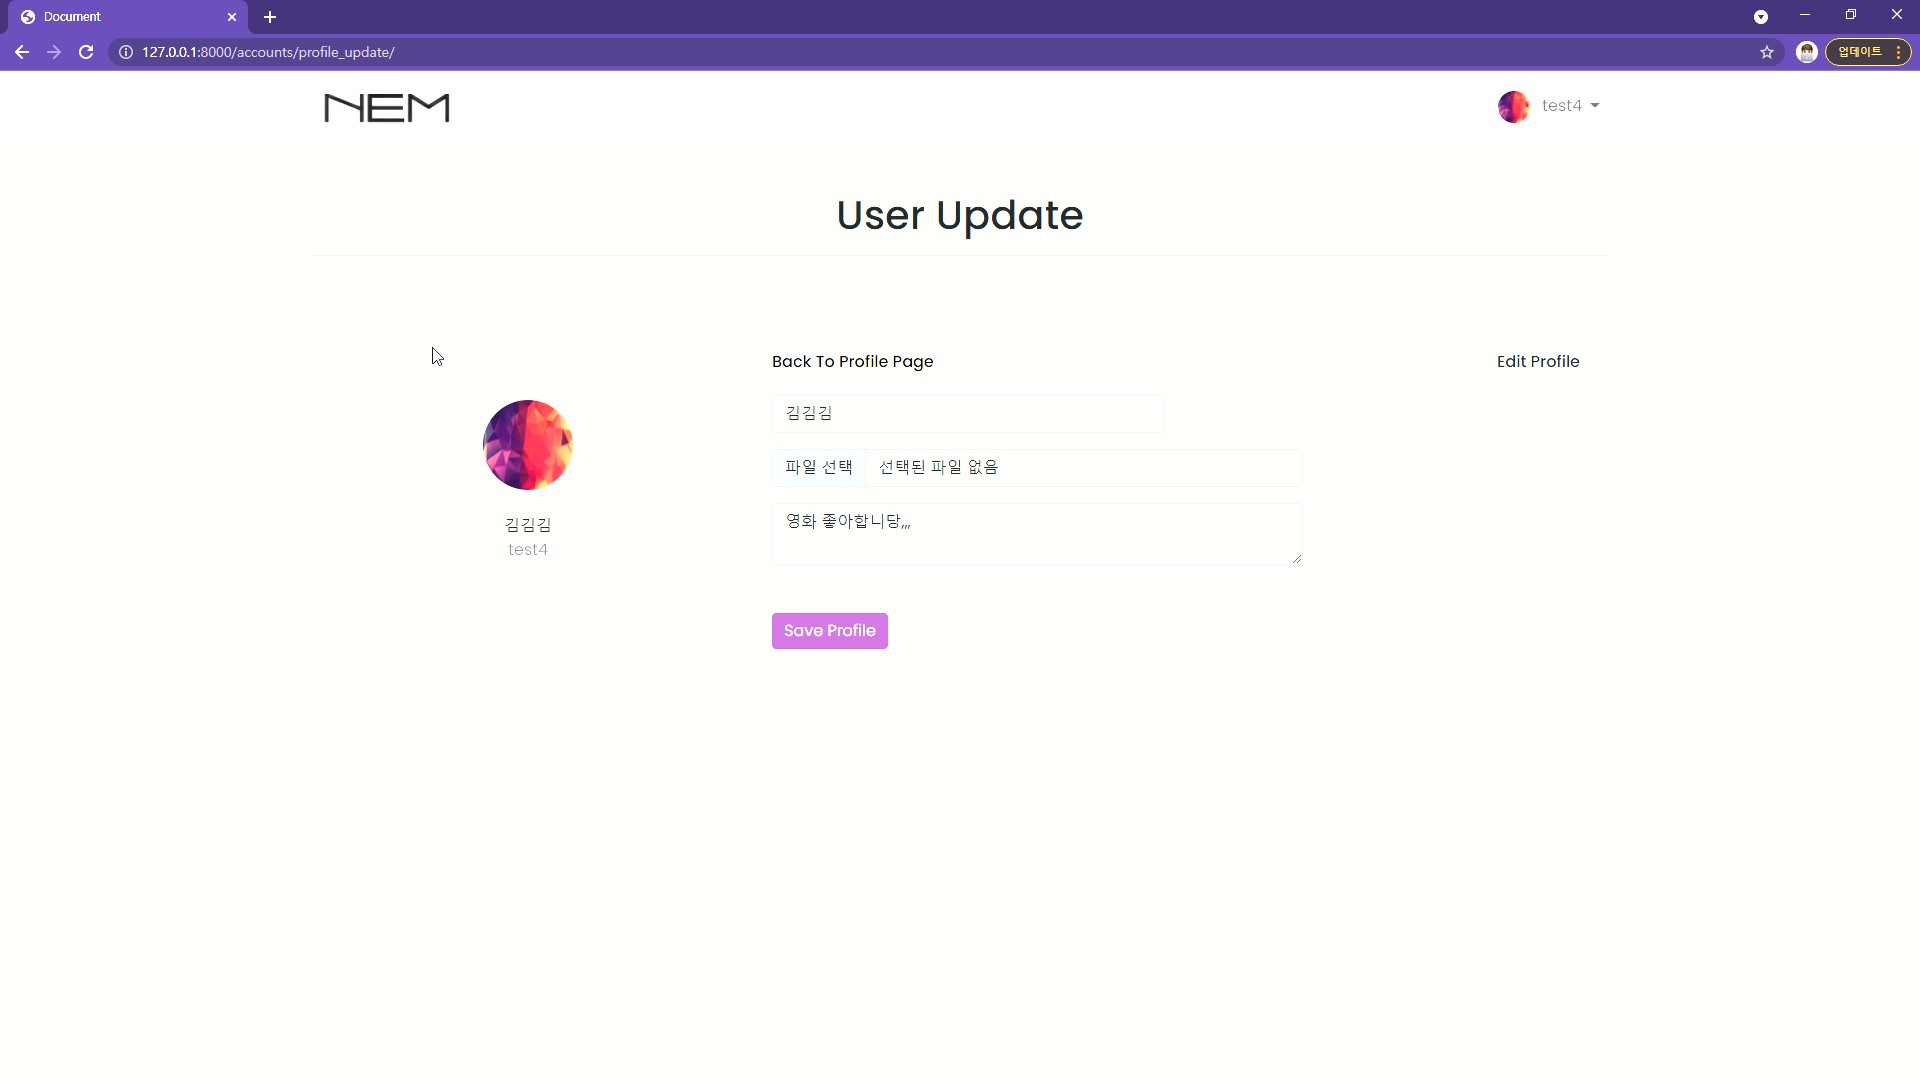 Document
127.0.0.1:8000/accounts/profile_update/
업데이트
NEM
test4
User Update
Back To Profile Page
Edit Profile
김김김
파일 선택 선택된 파일 없음
영화 좋아합니당,,,
김김김
test4
Save Profile